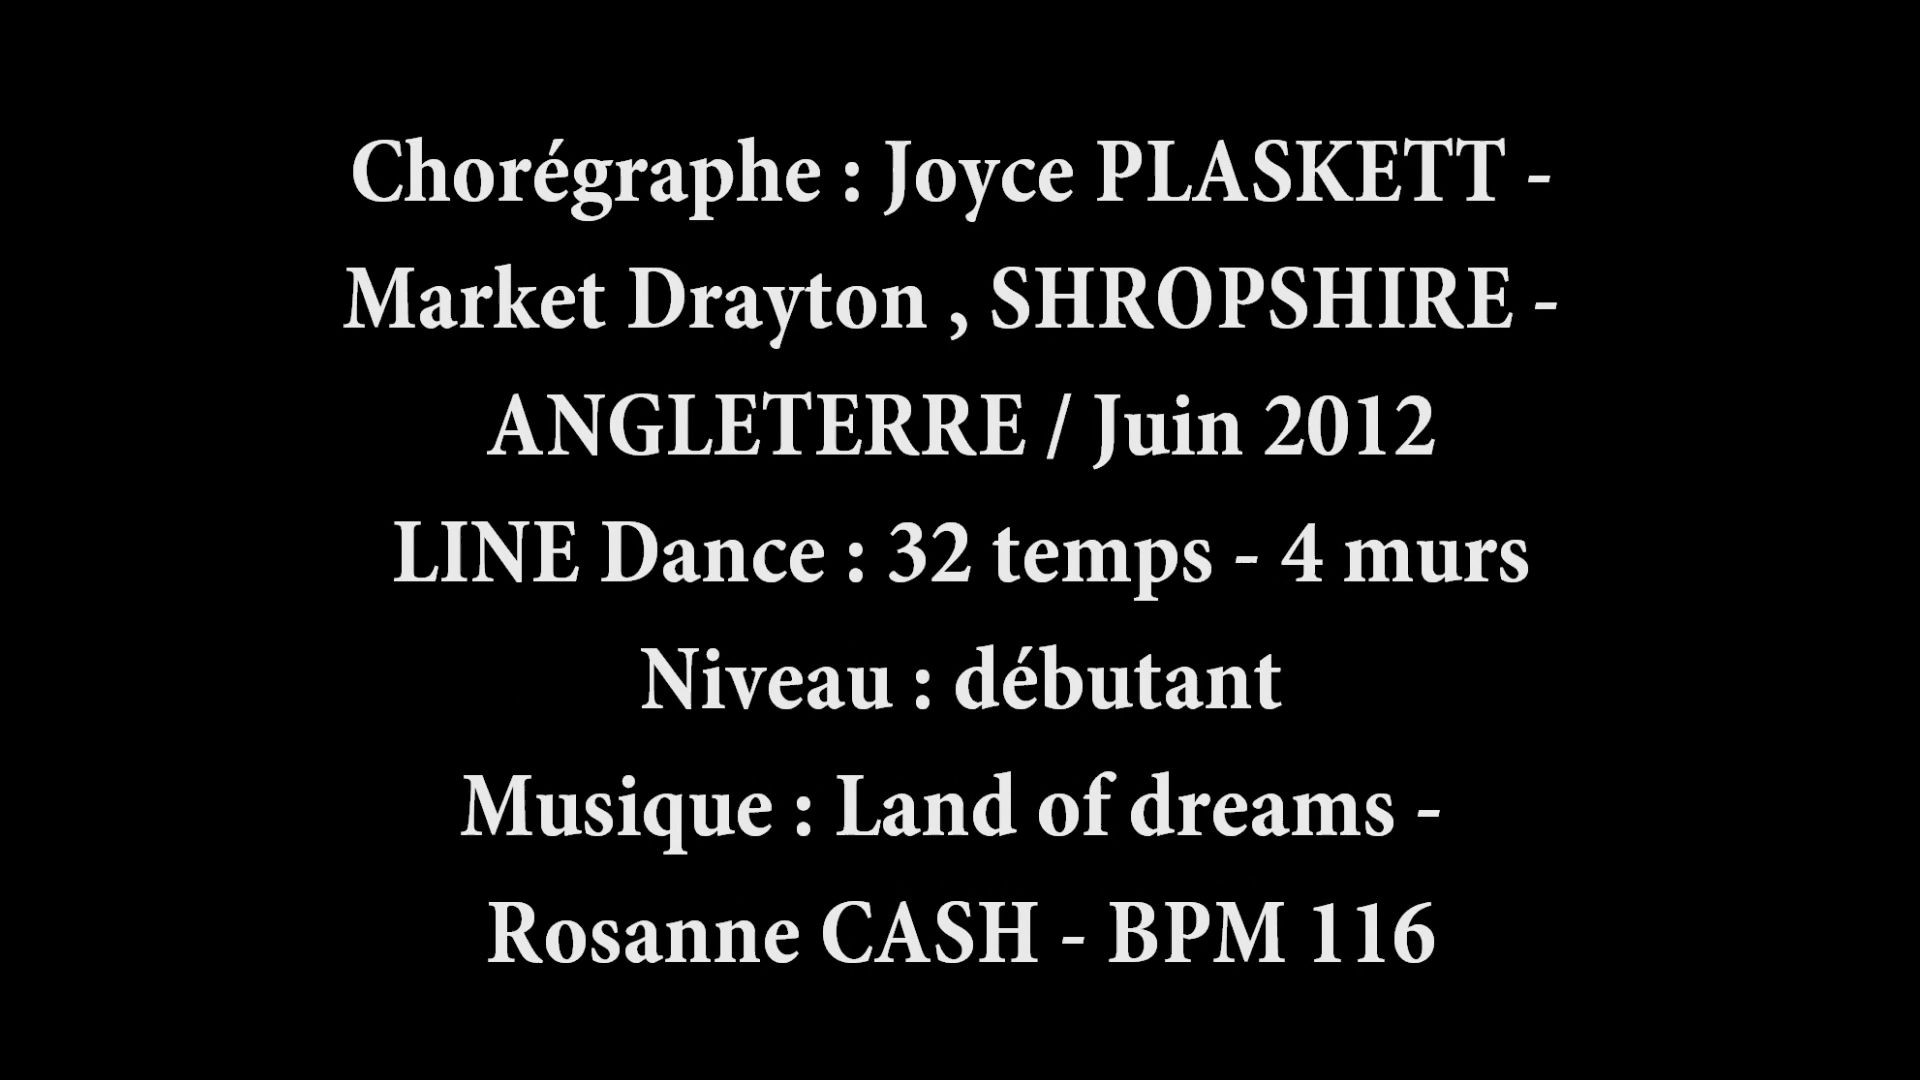 Chorégraphe : Joyce PLASKETT -
Market Drayton , SHROPSHIRE -
ANGLETERRE / Juin 2012
LINE Dance : 32 temps - 4 murs
Niveau : débutant
Musique : Land of dreams -
Rosanne CASH - BPM 116